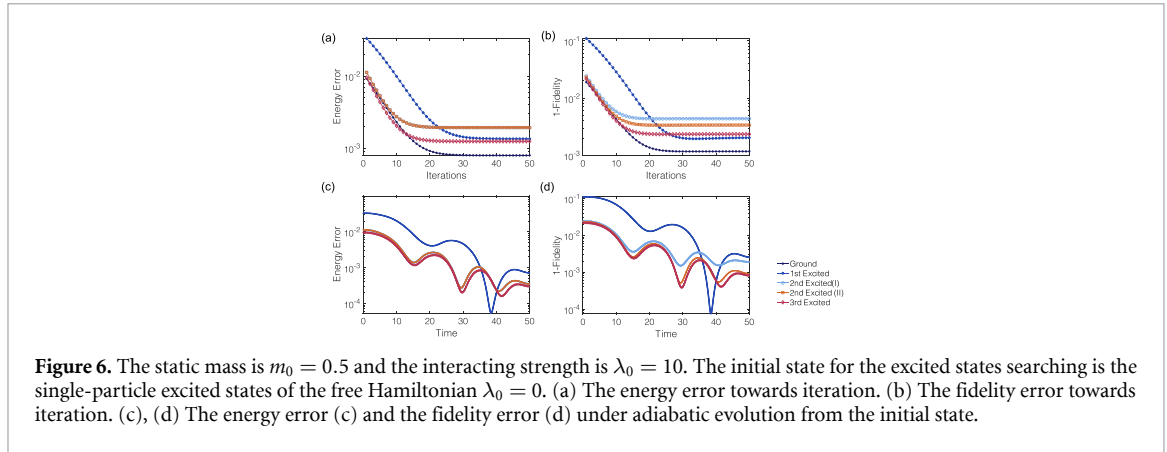 (a)
(b)
10^-2
10^-3
Energy Error
0 10 20 30 40 50
Iterations
10^-1
10^-2
10^-3
1-Fidelity
0 10 20 30 40 50
Iterations
(c)
(d)
10^-2
10^-3
10^-4
Energy Error
0 10 20 30 40 50
Time
10^-1
10^-2
10^-3
10^-4
1-Fidelity
0 10 20 30 40 50
Time
Ground
1st Excited
2nd Excited(I)
2nd Excited (II)
3rd Excited
Figure 6. The static mass is m₀ = 0.5 and the interacting strength is λ₀ = 10. The initial state for the excited states searching is the
single-particle excited states of the free Hamiltonian λ₀ = 0. (a) The energy error towards iteration. (b) The fidelity error towards
iteration. (c), (d) The energy error (c) and the fidelity error (d) under adiabatic evolution from the initial state.